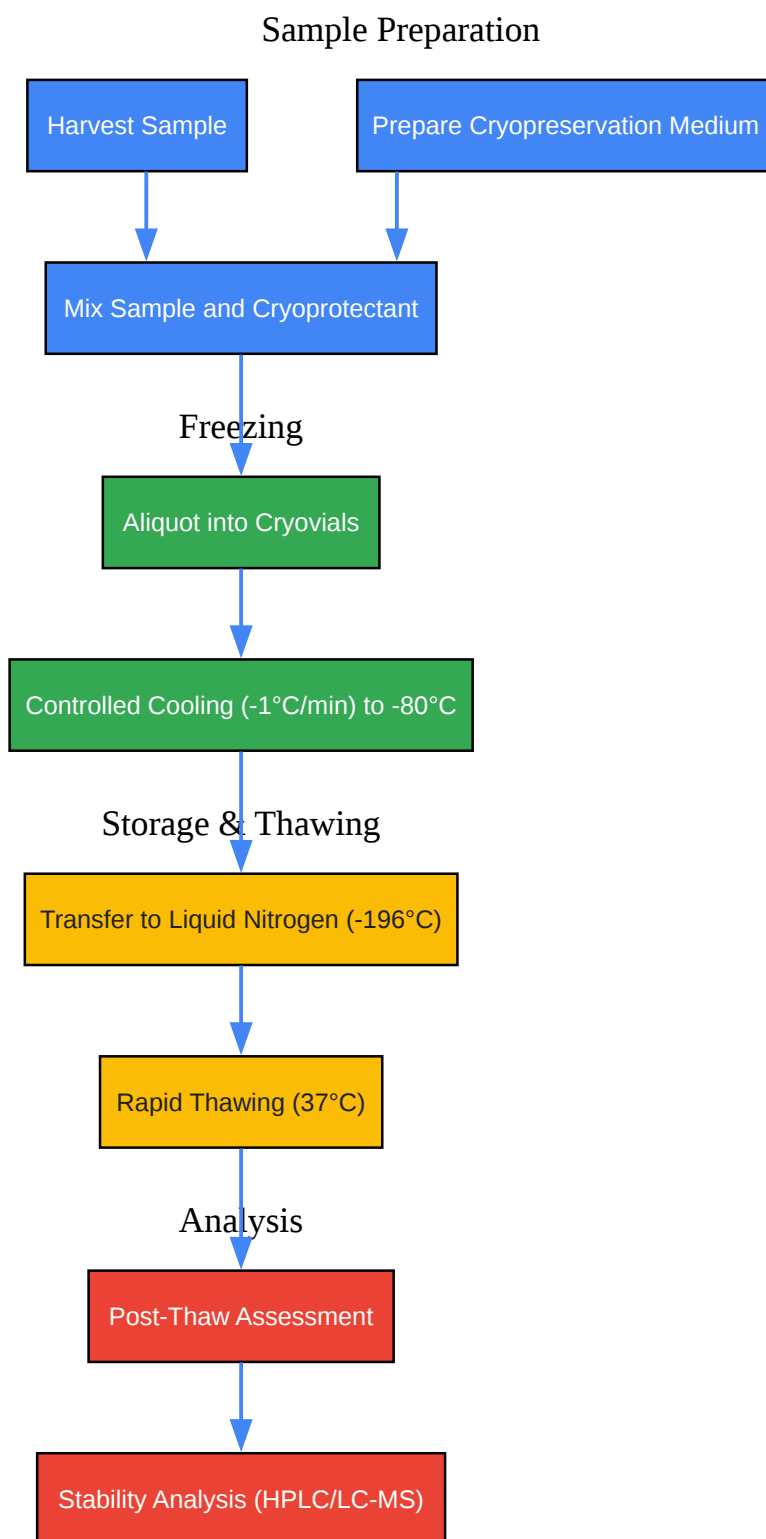 Sample Preparation
Harvest Sample
Prepare Cryopreservation Medium
Mix Sample and Cryoprotectant
Freezing
Aliquot into Cryovials
Controlled Cooling (-1°C/min) to -80°C
Storage & Thawing
Transfer to Liquid Nitrogen (-196°C)
Rapid Thawing (37°C)
Analysis
Post-Thaw Assessment
Stability Analysis (HPLC/LC-MS)